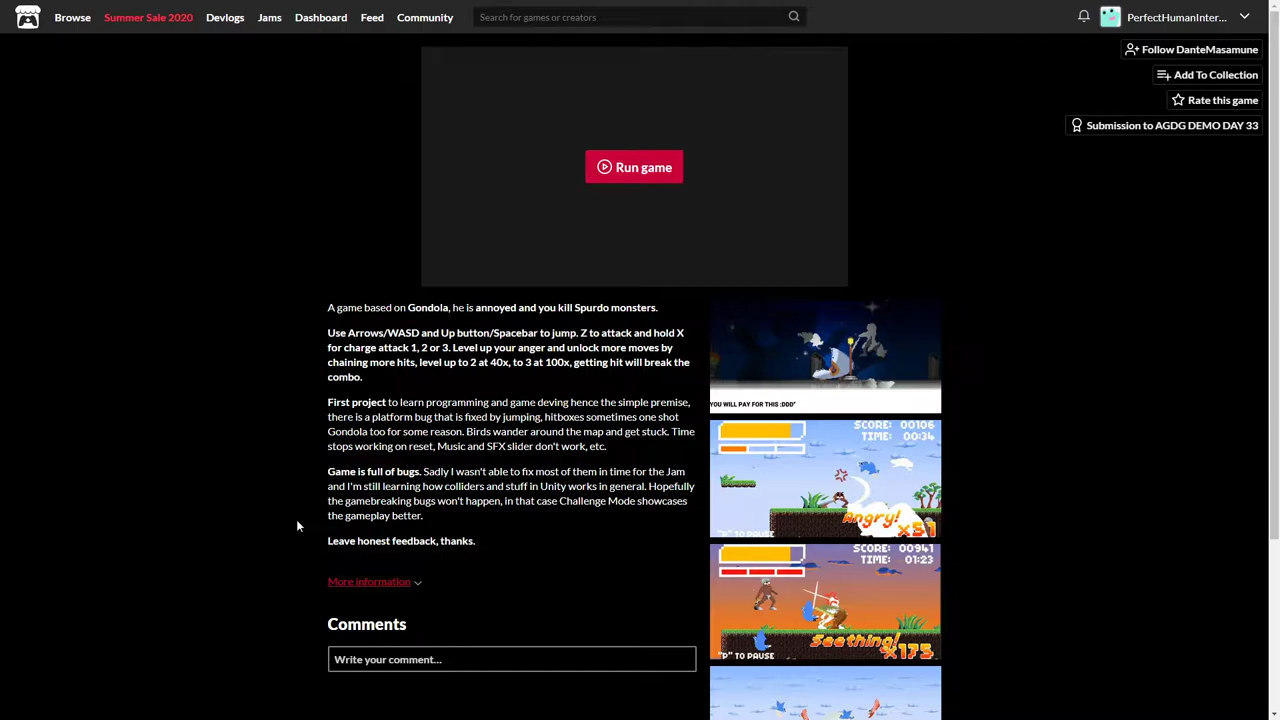 Browse
Summer Sale 2020
Devlogs
Jams
Dashboard
Feed
Community
Search for games or creators
PerfectHumanInter...
Follow DanteMasamune
Add To Collection
Rate this game
Submission to AGDG DEMO DAY 33
Run game
A game based on Gondola, he is annoyed and you kill Spurdo monsters.
Use Arrows/WASD and Up button/Spacebar to jump. Z to attack and hold X
for charge attack 1, 2 or 3. Level up your anger and unlock more moves by
chaining more hits, level up to 2 at 40x, to 3 at 100x, getting hit will break the
combo.
First project to learn programming and game deving hence the simple premise,
there is a platform bug that is fixed by jumping, hitboxes sometimes one shot
Gondola too for some reason. Birds wander around the map and get stuck. Time
stops working on reset, Music and SFX slider don't work, etc.
Game is full of bugs. Sadly I wasn't able to fix most of them in time for the Jam
and I'm still learning how colliders and stuff in Unity works in general. Hopefully
the gamebreaking bugs won't happen, in that case Challenge Mode showcases
the gameplay better.
Leave honest feedback, thanks.
More information
Comments
Write your comment...
YOU WILL PAY FOR THIS :DDD"
SCORE: 00106
TIME: 00:34
Angry!
x51
"P" TO PAUSE
SCORE: 00941
TIME: 01:23
Seething!
x175
"P" TO PAUSE